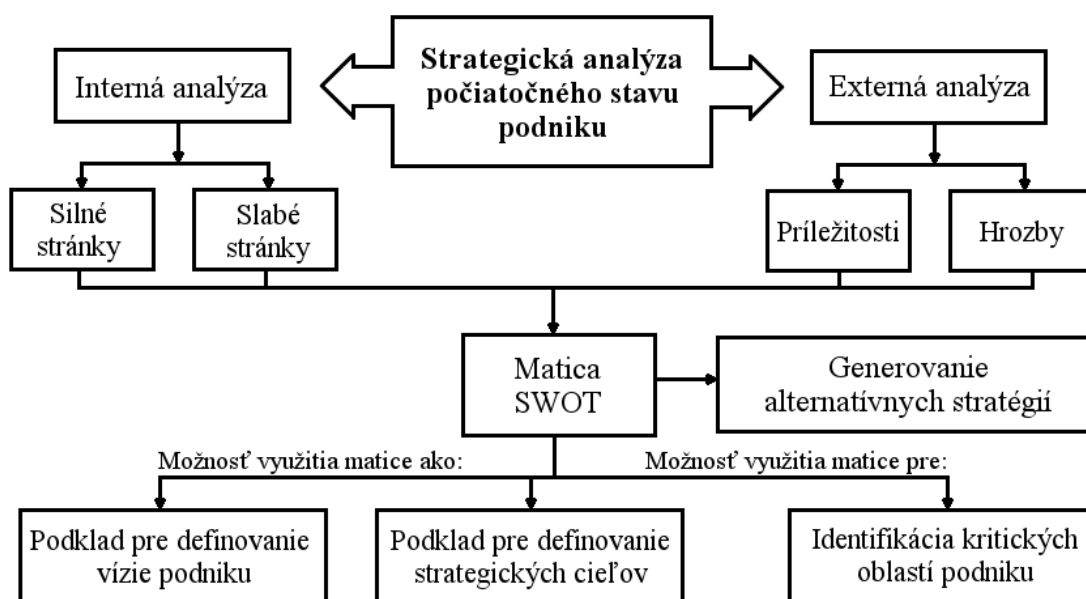 Strategická analýza
počiatočného stavu
podniku
Interná analýza
Externá analýza
Silné
stránky
Slabé
stránky
Príležitosti
Hrozby
Matica
SWOT
Generovanie
alternatívnych stratégií
Možnosť využitia matice ako:
Možnosť využitia matice pre:
Podklad pre definovanie
vízie podniku
Podklad pre definovanie
strategických cieľov
Identifikácia kritických
oblastí podniku